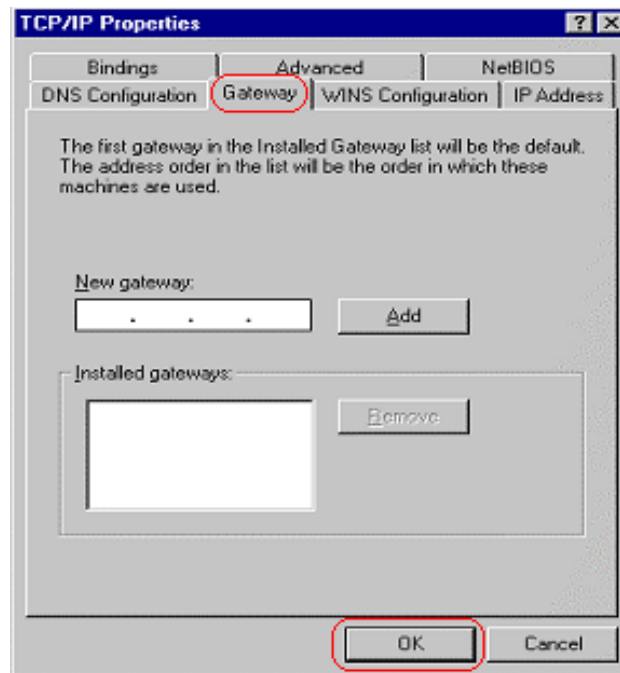 TCP/IP Properties
Bindings Advanced NetBIOS
DNS Configuration Gateway WINS Configuration IP Address
The first gateway in the Installed Gateway list will be the default.
The address order in the list will be the order in which these
machines are used.
New gateway:
. . . Add
Installed gateways:
Remove
OK Cancel